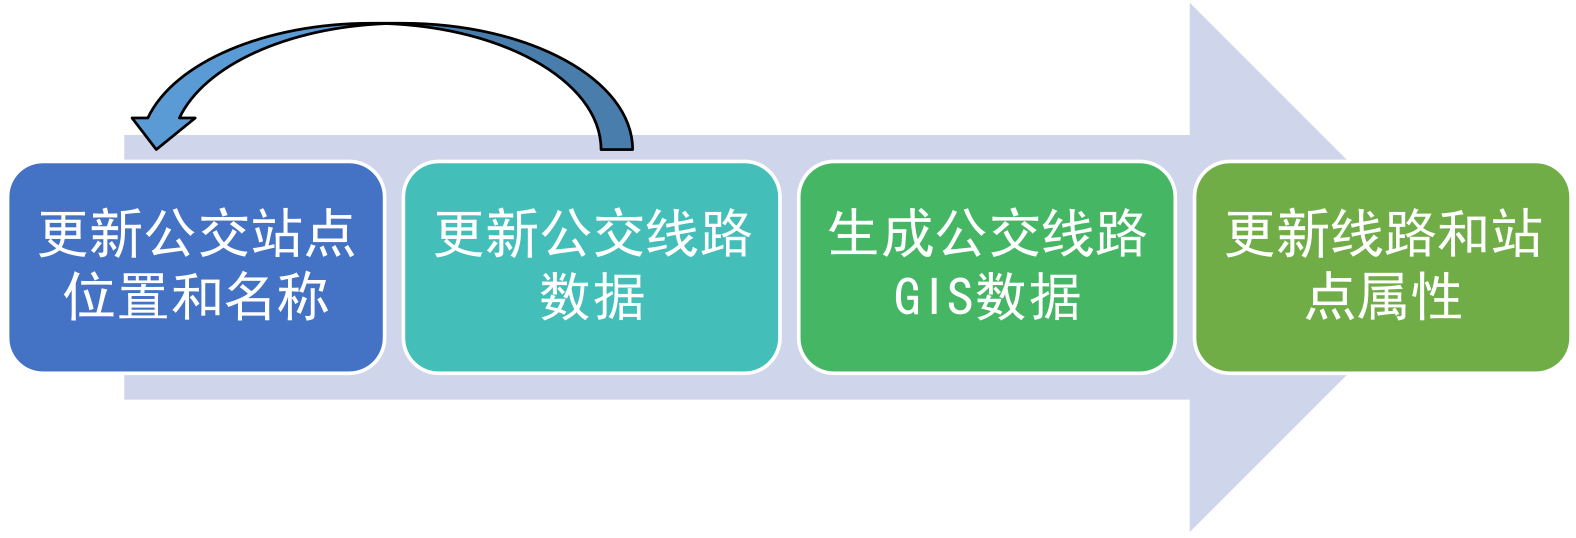 更新公交站点
位置和名称
更新公交线路
数据
生成公交线路
GIS数据
更新线路和站
点属性